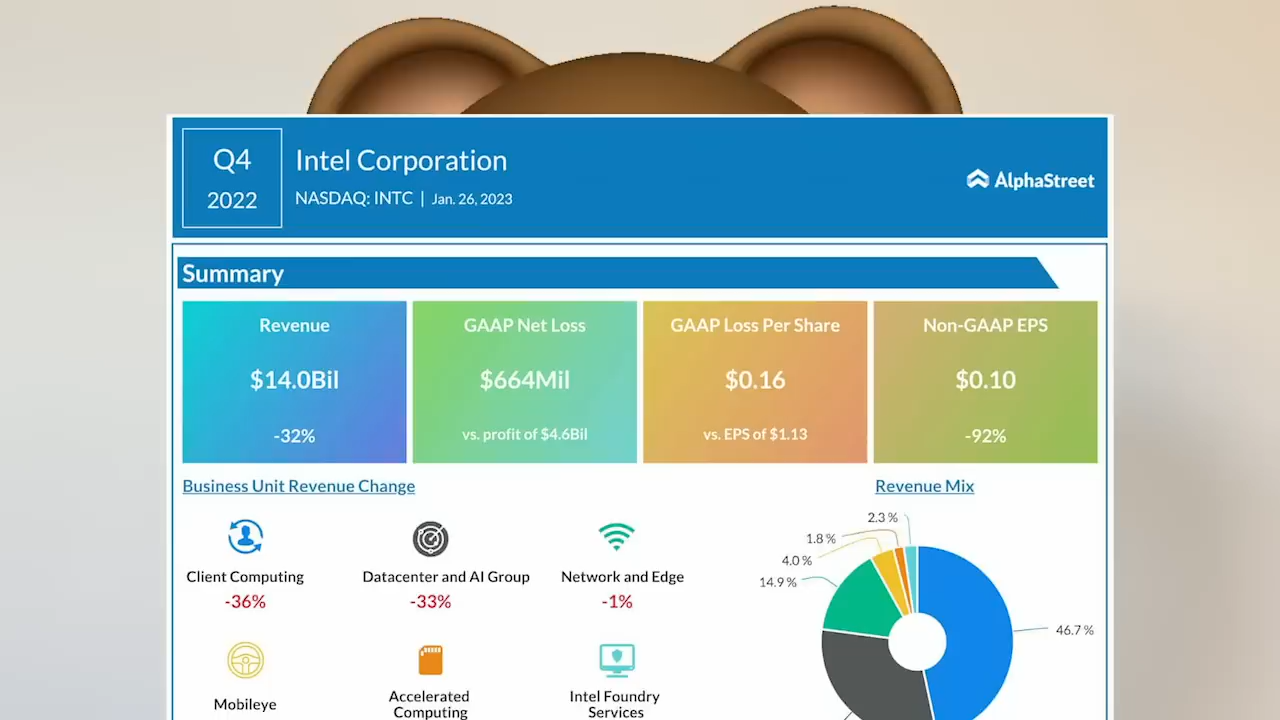 Q4
2022
Intel Corporation
NASDAQ: INTC | Jan. 26, 2023
AlphaStreet
Summary
Revenue
$14.0Bil
-32%
GAAP Net Loss
$664Mil
vs. profit of $4.6Bil
GAAP Loss Per Share
$0.16
vs. EPS of $1.13
Non-GAAP EPS
$0.10
-92%
Business Unit Revenue Change
Client Computing
-36%
Datacenter and AI Group
-33%
Network and Edge
-1%
Mobileye
Accelerated
Computing
Intel Foundry
Services
Revenue Mix
2.3 %
1.8 %
4.0 %
14.9 %
46.7 %